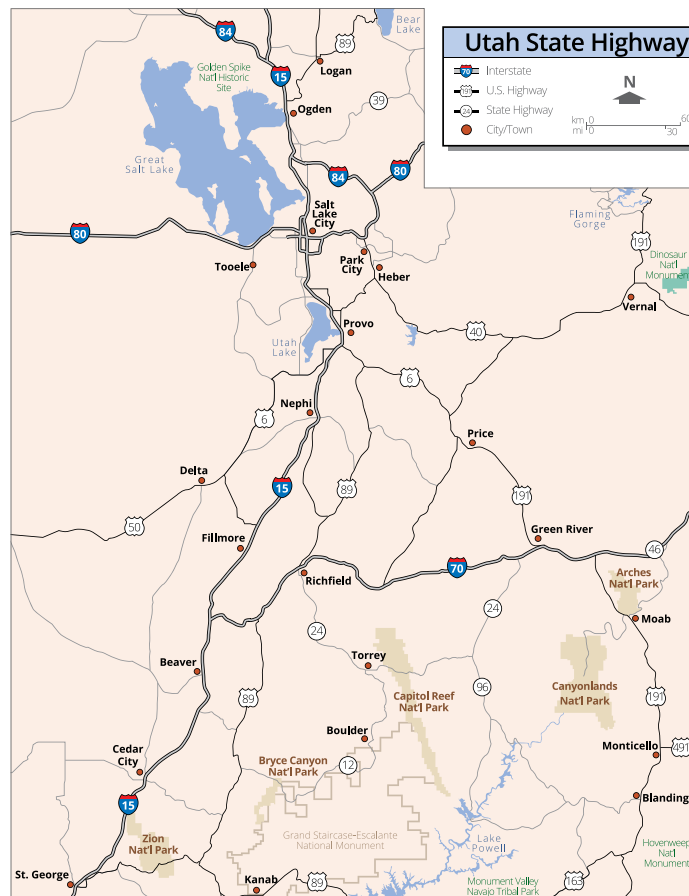 84
89
Bear
Lake
Utah State Highway
Golden Spike
Nat'l Historic
Site
15
Logan
70
Interstate
191
U.S. Highway
24
State Highway
City/Town
N
km 0 60
mi 0 30
39
Ogden
Great
Salt Lake
84
80
Salt
Lake
City
Flaming
Gorge
80
191
Park
City
Tooele
Heber
Dinosaur
Nat'l
Monument
Vernal
Utah
Lake
Provo
40
6
Nephi
6
Price
Delta
15
89
191
50
Fillmore
Green River
46
70
Richfield
Arches
Nat'l Park
24
24
Moab
Torrey
Beaver
89
Capitol Reef
Nat'l Park
96
Canyonlands
Nat'l Park
191
Boulder
Monticello
491
Cedar
City
Bryce Canyon
Nat'l Park
12
Blanding
15
Grand Staircase-Escalante
National Monument
Zion
Nat'l Park
Lake
Powell
Hovenweep
Nat'l
Monument
St. George
Kanab
89
Monument Valley
Navajo Tribal Park
163